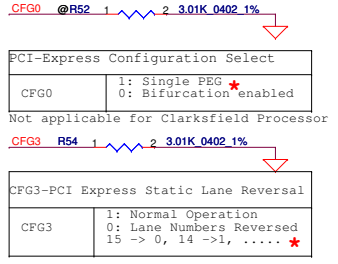 CFG0 @R52 1 2 3.01K_0402_1%
PCI-Express Configuration Select
CFG0
1: Single PEG *
0: Bifurcation enabled
Not applicable for Clarksfield Processor
CFG3 R54 1 2 3.01K_0402_1%
CFG3-PCI Express Static Lane Reversal
CFG3
1: Normal Operation
0: Lane Numbers Reversed
15 -> 0, 14 ->1, ..... *